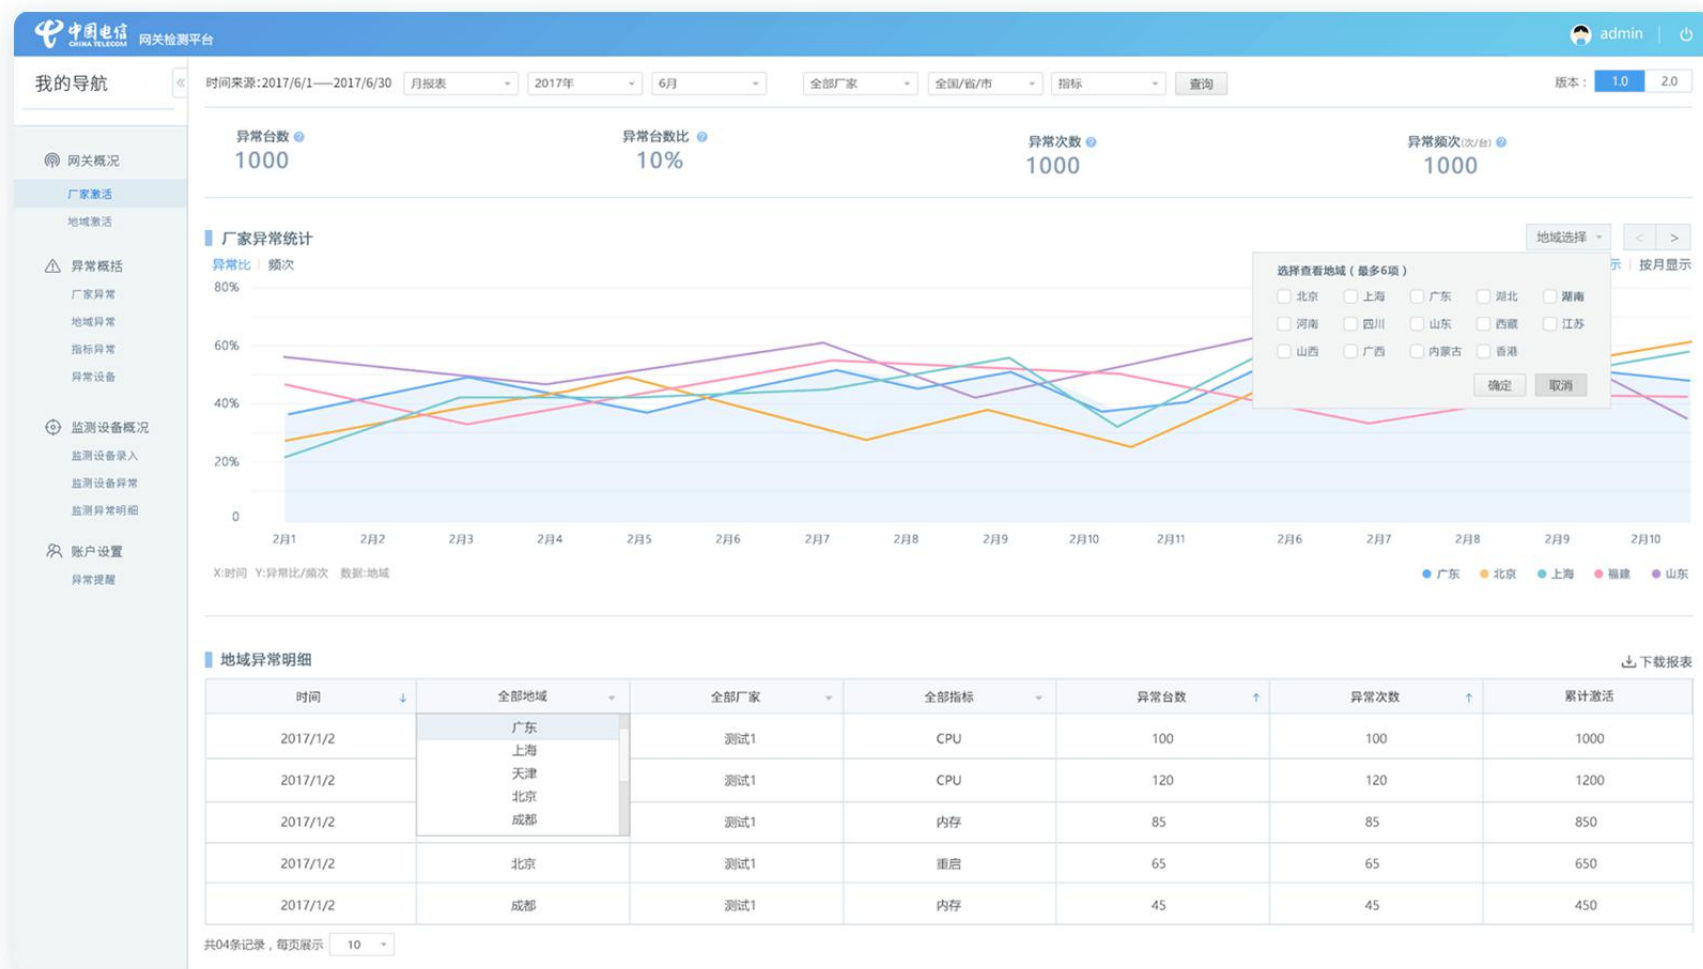 中国电信 CHINA TELECOM 网关检测平台 admin
我的导航 «
网关概况
厂家激活
地域激活
异常概括
厂家异常
地域异常
指标异常
异常设备
监测设备概况
监测设备录入
监测设备异常
监测异常明细
账户设置
异常提醒
时间来源:2017/6/1——2017/6/30 月报表 2017年 6月 全部厂家 全国/省/市 指标 查询 版本： 1.0 2.0
异常台数 ?
1000
异常台数比 ?
10%
异常次数 ?
1000
异常频次(次/台) ?
1000
厂家异常统计 地域选择 < >
异常比 | 频次 示 | 按月显示
选择查看地域（最多6项）
北京 上海 广东 湖北 湖南
河南 四川 山东 西藏 江苏
山西 广西 内蒙古 香港
确定 取消
80%
60%
40%
20%
0
2月1 2月2 2月3 2月4 2月5 2月6 2月7 2月8 2月9 2月10 2月11 2月6 2月7 2月8 2月9 2月10
X:时间 Y:异常比/频次 数据:地域 广东 北京 上海 福建 山东
地域异常明细 下载报表
时间 ↓ 全部地域 全部厂家 全部指标 异常台数 ↑ 异常次数 ↑ 累计激活
广东
上海
天津
北京
成都
2017/1/2 测试1 CPU 100 100 1000
2017/1/2 测试1 CPU 120 120 1200
2017/1/2 测试1 内存 85 85 850
2017/1/2 北京 测试1 重启 65 65 650
2017/1/2 成都 测试1 内存 45 45 450
共04条记录，每页展示 10